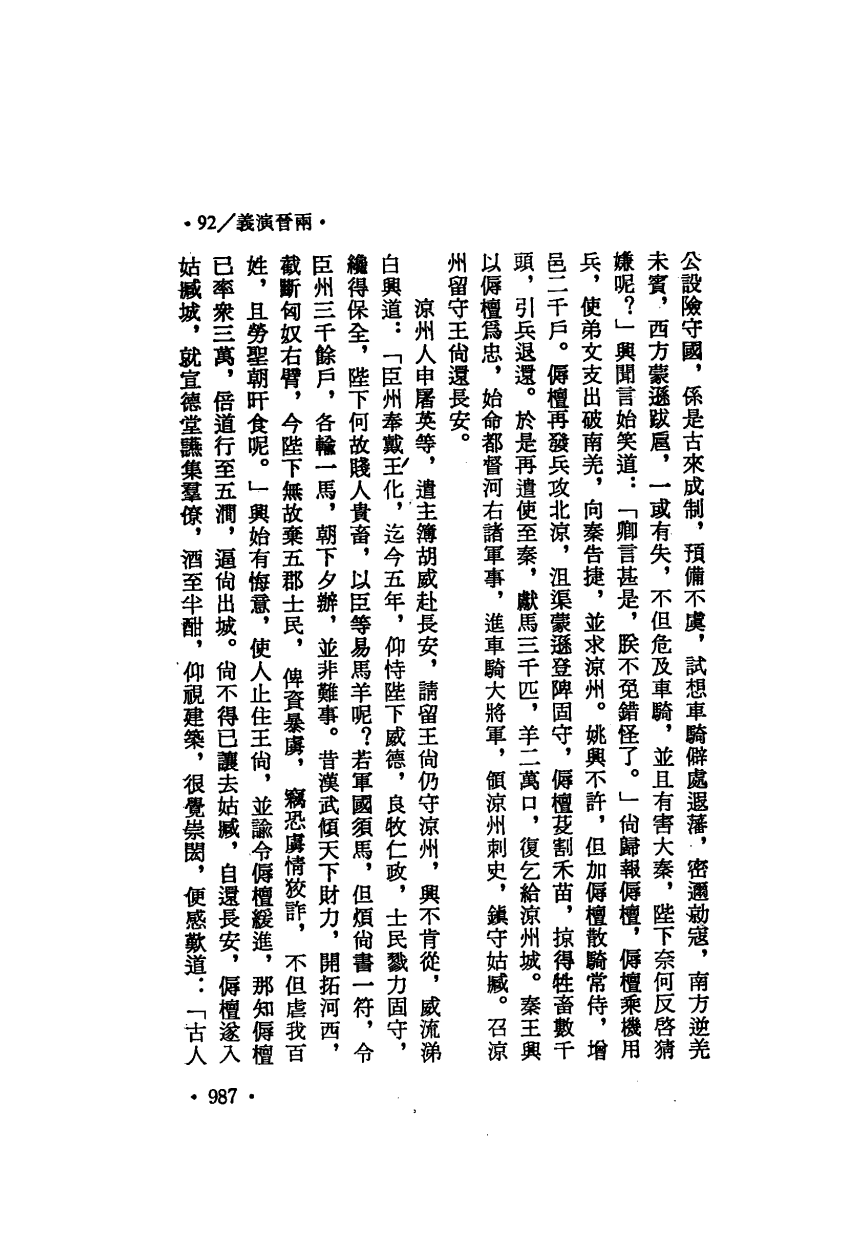 •92／義演晉兩•
公設險守國，係是古來成制，預備不虞，試想車騎僻處遐藩，密邇勍寇，南方逆羌
未賓，西方蒙遜跋扈，一或有失，不但危及車騎，並且有害大秦，陛下奈何反啓猜
嫌呢？」興聞言始笑道：「卿言甚是，朕不免錯怪了。」尙歸報傉檀，傉檀乘機用
兵，使弟文支出破南羌，向秦告捷，並求涼州。姚興不許，但加傉檀散騎常侍，增
邑二千戶。傉檀再發兵攻北涼，沮渠蒙遜登陴固守，傉檀芟割禾苗，掠得牲畜數千
頭，引兵退還。於是再遣使至秦，獻馬三千匹，羊二萬口，復乞給涼州城。秦王興
以傉檀爲忠，始命都督河右諸軍事，進車騎大將軍，領涼州刺史，鎭守姑臧。召涼
州留守王尙還長安。
涼州人申屠英等，遣主簿胡威赴長安，請留王尙仍守涼州，興不肯從，威流涕
白興道：「臣州奉戴王化，迄今五年，仰恃陛下威德，良牧仁政，士民戮力固守，
纔得保全，陛下何故賤人貴畜，以臣等易馬羊呢？若軍國須馬，但煩尙書一符，令
臣州三千餘戶，各輸一馬，朝下夕辦，並非難事。昔漢武傾天下財力，開拓河西，
截斷匈奴右臂，今陛下無故棄五郡士民，俾資暴虜，竊恐虜情狡詐，不但虐我百
姓，且勞聖朝旰食呢。」興始有悔意，使人止住王尙，並諭令傉檀緩進，那知傉檀
已率衆三萬，倍道行至五澗，逼尙出城。尙不得已讓去姑臧，自還長安，傉檀遂入
姑臧城，就宣德堂讌集羣僚，酒至半酣，仰視建築，很覺崇閎，便感歎道：「古人
•987•